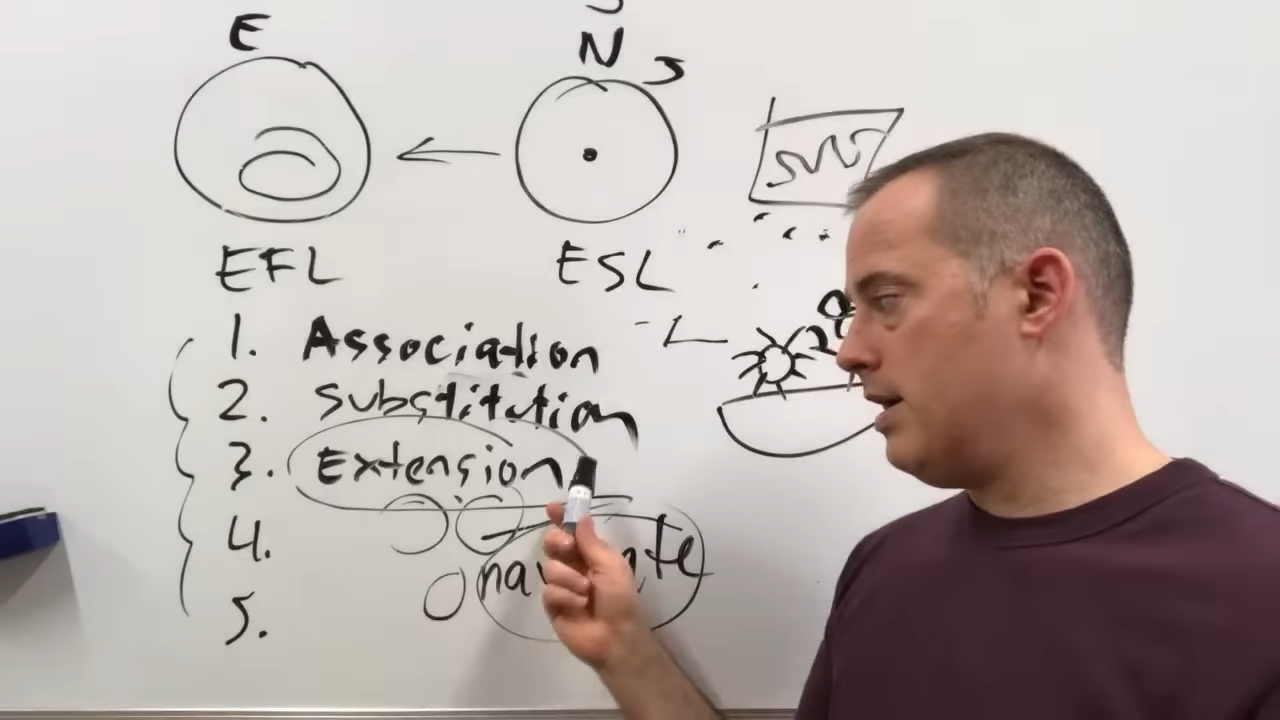 E
N S
EFL
ESL
1. Association
2. Substitution
3. Extension
4.
5.